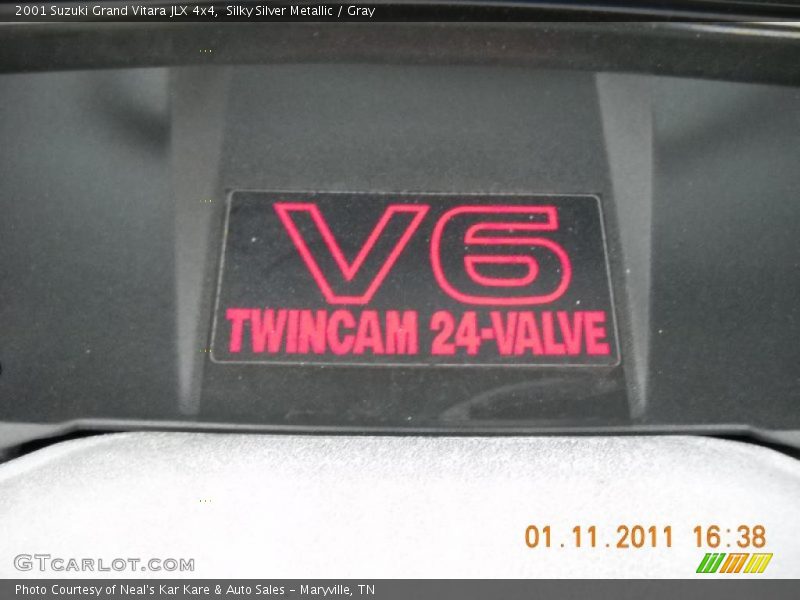 2001 Suzuki Grand Vitara JLX 4x4,  Silky Silver Metallic / Gray
V6
TWINCAM 24-VALVE
01.11.2011 16:38
GTcarlot.com
Photo Courtesy of Neal's Kar Kare & Auto Sales - Maryville, TN